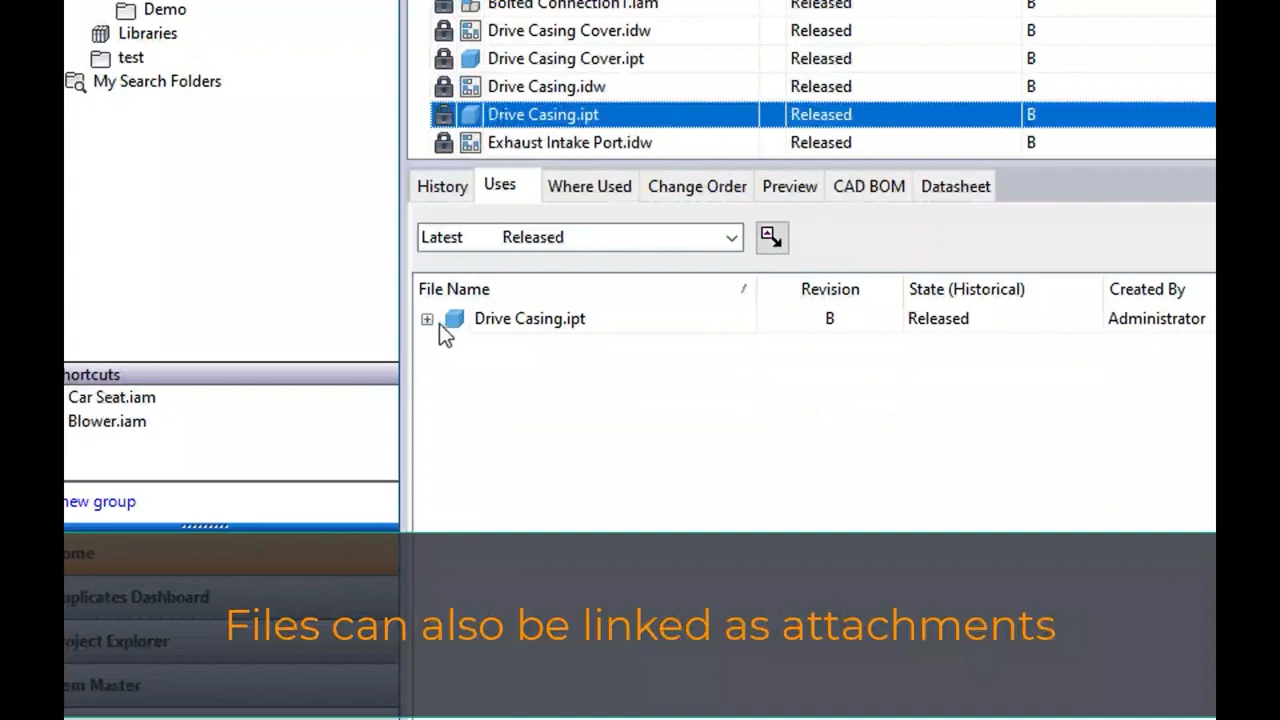 Demo
Libraries
test
My Search Folders
hortcuts
Car Seat.iam
Blower.iam
new group
ome
uplicates Dashboard
roject Explorer
em Master
Bolted Connection1.iam Released B
Drive Casing Cover.idw Released B
Drive Casing Cover.ipt Released B
Drive Casing.idw Released B
Drive Casing.ipt Released B
Exhaust Intake Port.idw Released B
History Uses Where Used Change Order Preview CAD BOM Datasheet
Latest Released
File Name Revision State (Historical) Created By
Drive Casing.ipt B Released Administrator
Files can also be linked as attachments